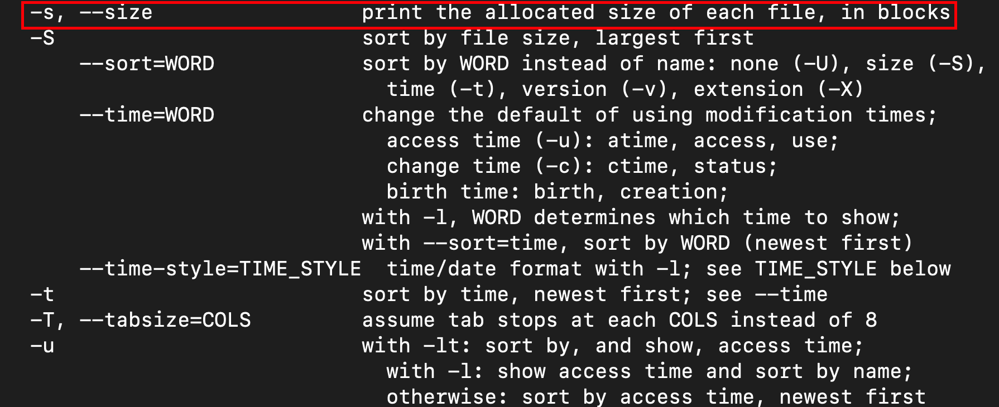 -s, --size                 print the allocated size of each file, in blocks
-S                         sort by file size, largest first
    --sort=WORD            sort by WORD instead of name: none (-U), size (-S),
                             time (-t), version (-v), extension (-X)
    --time=WORD            change the default of using modification times;
                             access time (-u): atime, access, use;
                             change time (-c): ctime, status;
                             birth time: birth, creation;
                           with -l, WORD determines which time to show;
                           with --sort=time, sort by WORD (newest first)
    --time-style=TIME_STYLE  time/date format with -l; see TIME_STYLE below
-t                         sort by time, newest first; see --time
-T, --tabsize=COLS         assume tab stops at each COLS instead of 8
-u                         with -lt: sort by, and show, access time;
                             with -l: show access time and sort by name;
                             otherwise: sort by access time, newest first